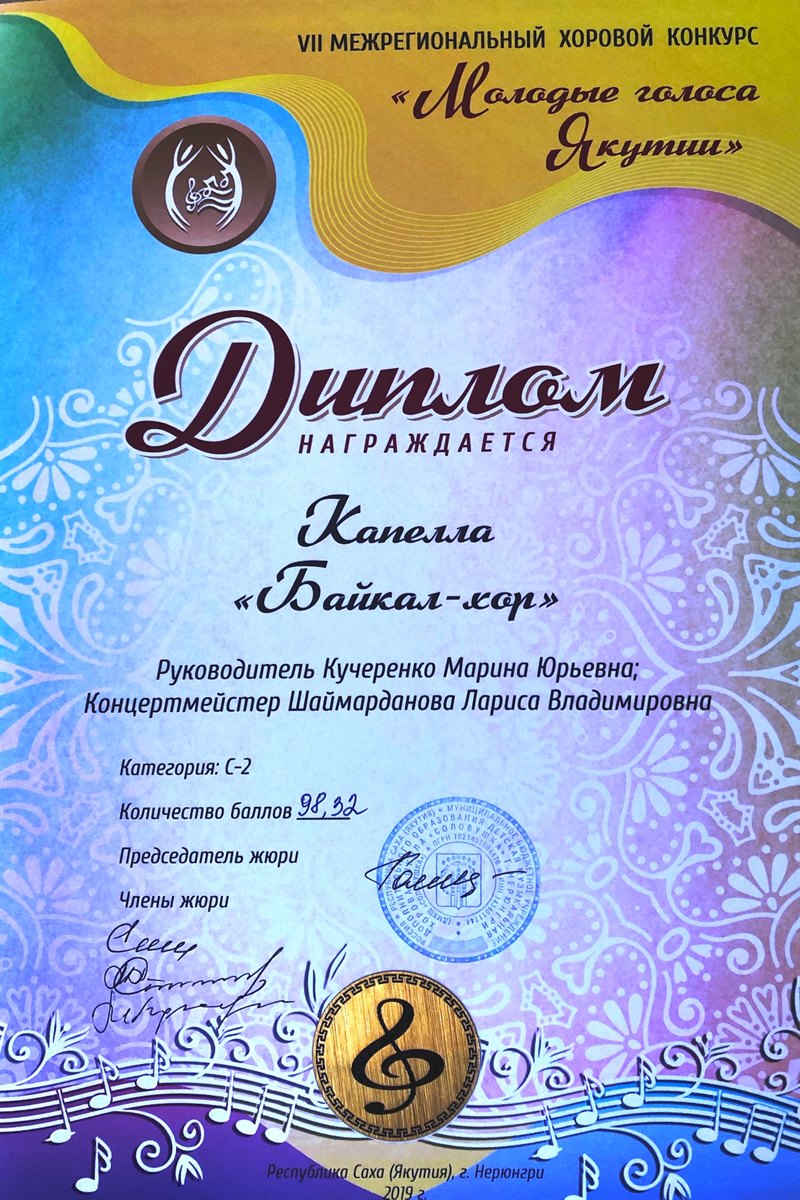 VII МЕЖРЕГИОНАЛЬНЫЙ ХОРОВОЙ КОНКУРС
«Молодые голоса
Якутии»
Диплом
НАГРАЖДАЕТСЯ
Капелла
«Байкал-хор»
Руководитель Кучеренко Марина Юрьевна;
Концертмейстер Шаймарданова Лариса Владимировна
Категория: С-2
Количество баллов 98,32
Председатель жюри
Члены жюри
Республика Саха (Якутия), г. Нерюнгри
2019 г.